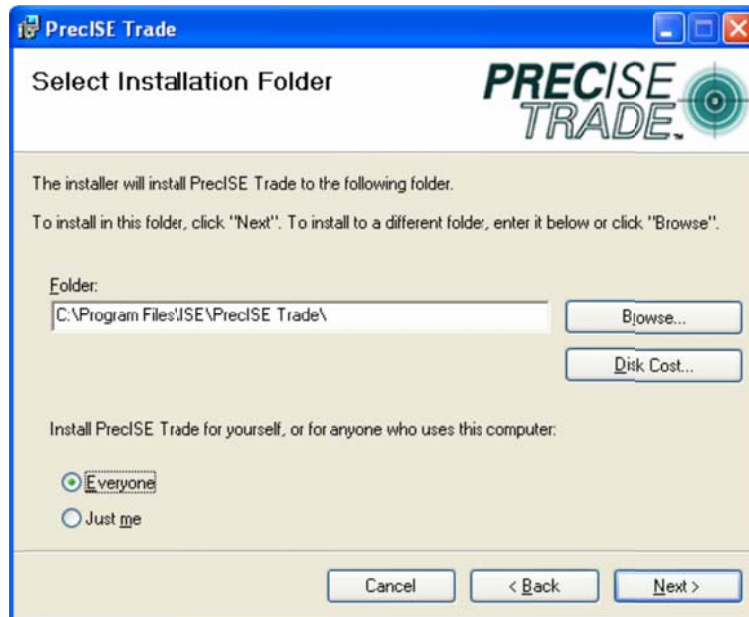 PrecISE Trade
Select Installation Folder
PRECISE
TRADE™
The installer will install PrecISE Trade to the following folder.
To install in this folder, click "Next". To install to a different folder, enter it below or click "Browse".
Folder:
C:\Program Files\ISE\PrecISE Trade\
Browse...
Disk Cost...
Install PrecISE Trade for yourself, or for anyone who uses this computer:
Everyone
Just me
Cancel
< Back
Next >